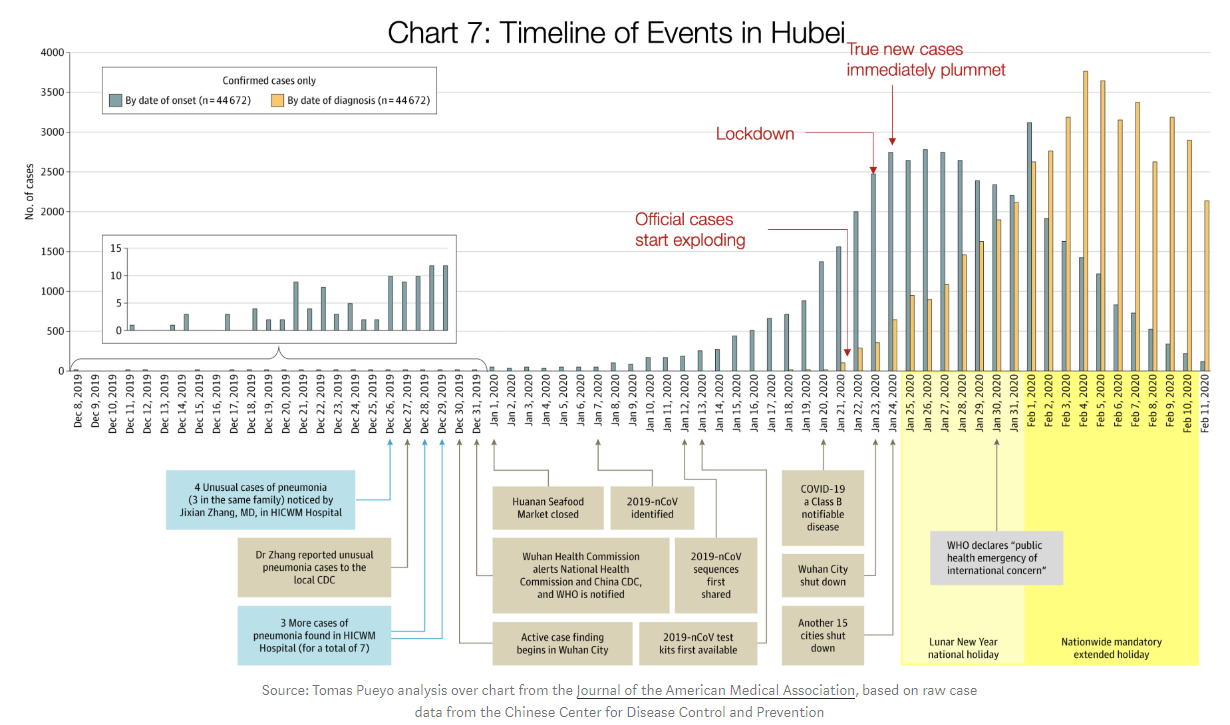 Chart 7: Timeline of Events in Hubei
True new cases
immediately plummet
Lockdown
Official cases
start exploding
Confirmed cases only
By date of onset (n=44672)
By date of diagnosis (n=44672)
No. of cases
4000
3500
3000
2500
2000
1500
1000
500
0
15
10
5
0
Dec 8, 2019
Dec 9, 2019
Dec 10, 2019
Dec 11, 2019
Dec 12, 2019
Dec 13, 2019
Dec 14, 2019
Dec 15, 2019
Dec 16, 2019
Dec 17, 2019
Dec 18, 2019
Dec 19, 2019
Dec 20, 2019
Dec 21, 2019
Dec 22, 2019
Dec 23, 2019
Dec 24, 2019
Dec 25, 2019
Dec 26, 2019
Dec 27, 2019
Dec 28, 2019
Dec 29, 2019
Dec 30, 2019
Dec 31, 2019
Jan 1, 2020
Jan 2, 2020
Jan 3, 2020
Jan 4, 2020
Jan 5, 2020
Jan 6, 2020
Jan 7, 2020
Jan 8, 2020
Jan 9, 2020
Jan 10, 2020
Jan 11, 2020
Jan 12, 2020
Jan 13, 2020
Jan 14, 2020
Jan 15, 2020
Jan 16, 2020
Jan 17, 2020
Jan 18, 2020
Jan 19, 2020
Jan 20, 2020
Jan 21, 2020
Jan 22, 2020
Jan 23, 2020
Jan 24, 2020
Jan 25, 2020
Jan 26, 2020
Jan 27, 2020
Jan 28, 2020
Jan 29, 2020
Jan 30, 2020
Jan 31, 2020
Feb 1, 2020
Feb 2, 2020
Feb 3, 2020
Feb 4, 2020
Feb 5, 2020
Feb 6, 2020
Feb 7, 2020
Feb 8, 2020
Feb 9, 2020
Feb 10, 2020
Feb 11, 2020
4 Unusual cases of pneumonia
(3 in the same family) noticed by
Jixian Zhang, MD, in HICWM Hospital
Dr Zhang reported unusual
pneumonia cases to the
local CDC
3 More cases of
pneumonia found in HICWM
Hospital (for a total of 7)
Huanan Seafood
Market closed
2019-nCoV
identified
Wuhan Health Commission
alerts National Health
Commission and China CDC,
and WHO is notified
2019-nCoV
sequences
first
shared
Active case finding
begins in Wuhan City
2019-nCoV test
kits first available
COVID-19
a Class B
notifiable
disease
Wuhan City
shut down
Another 15
cities shut
down
WHO declares “public
health emergency of
international concern”
Lunar New Year
national holiday
Nationwide mandatory
extended holiday
Source: Tomas Pueyo analysis over chart from the Journal of the American Medical Association, based on raw case
data from the Chinese Center for Disease Control and Prevention